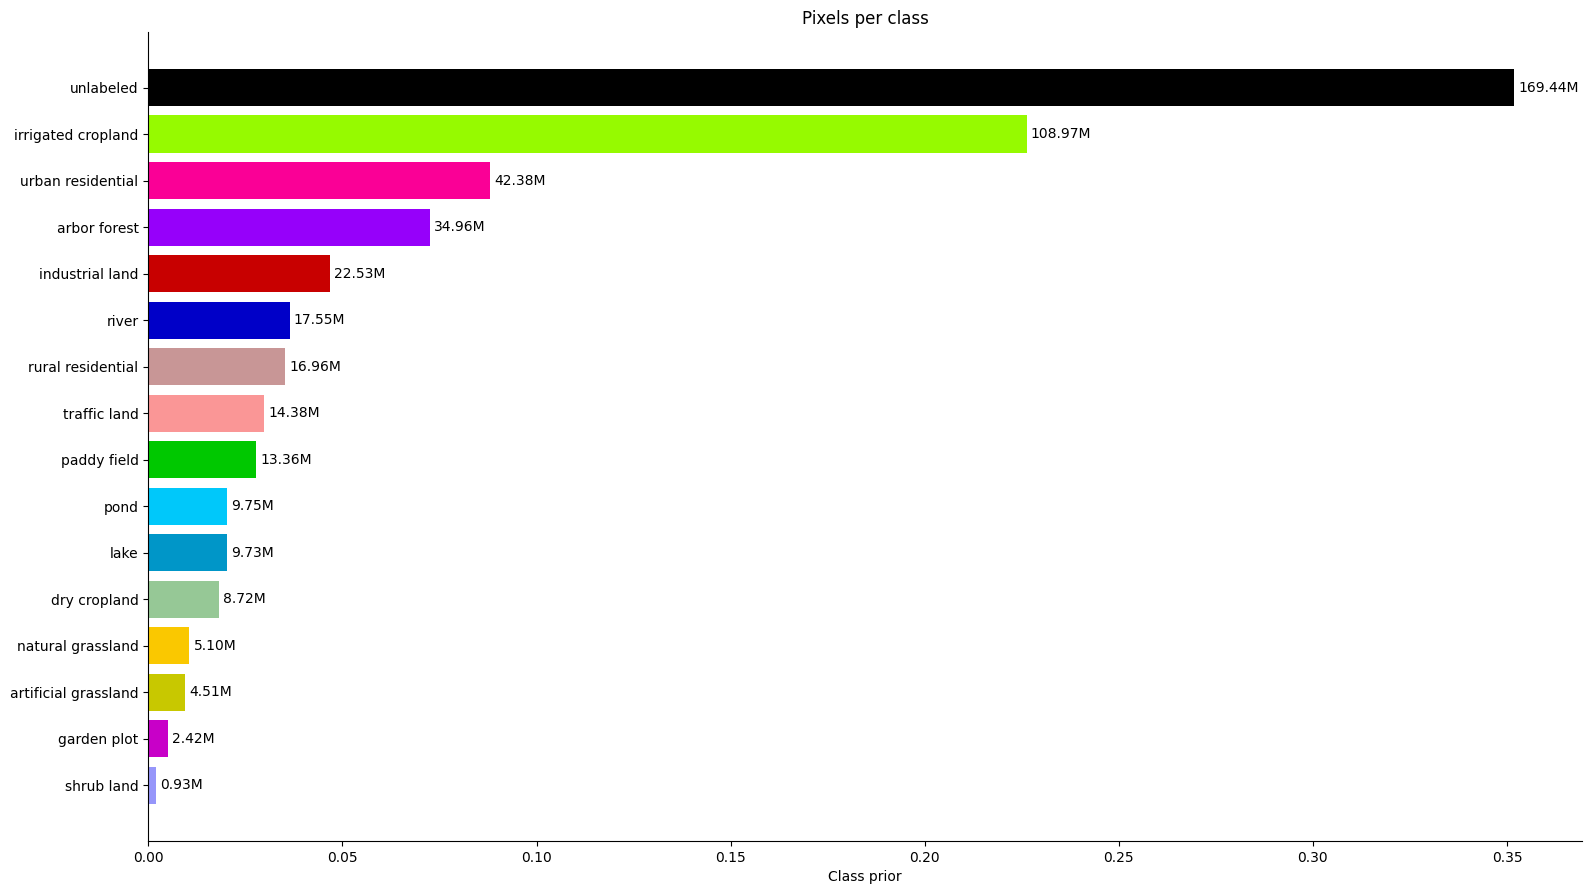 Pixels per class
unlabeled 169.44M
irrigated cropland 108.97M
urban residential 42.38M
arbor forest 34.96M
industrial land 22.53M
river 17.55M
rural residential 16.96M
traffic land 14.38M
paddy field 13.36M
pond 9.75M
lake 9.73M
dry cropland 8.72M
natural grassland 5.10M
artificial grassland 4.51M
garden plot 2.42M
shrub land 0.93M
0.00 0.05 0.10 0.15 0.20 0.25 0.30 0.35
Class prior